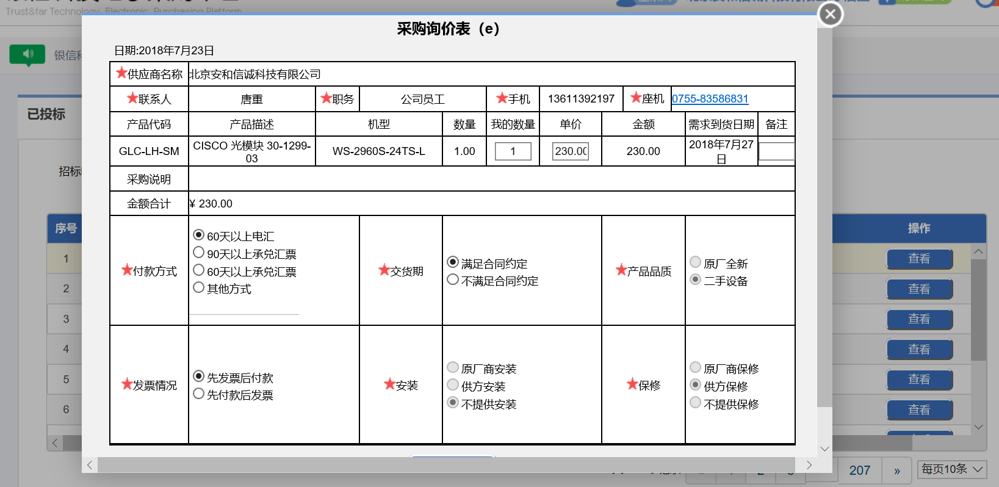 Trust&far Technology Electronic Purchasing Platform
银信科
已投标
招标
序号
1
2
3
4
5
6
采购询价表（e）
日期:2018年7月23日
★供应商名称 北京安和信诚科技有限公司
★联系人 唐重 ★职务 公司员工 ★手机 13611392197 ★座机 0755-83586831
产品代码 产品描述 机型 数量 我的数量 单价 金额 需求到货日期 备注
GLC-LH-SM CISCO 光模块 30-1299-03 WS-2960S-24TS-L 1.00 1 230.00 230.00 2018年7月27日
采购说明
金额合计 ¥ 230.00
★付款方式
60天以上电汇
90天以上承兑汇票
60天以上承兑汇票
其他方式
★交货期
满足合同约定
不满足合同约定
★产品品质
原厂全新
二手设备
★发票情况
先发票后付款
先付款后发票
★安装
原厂商安装
供方安装
不提供安装
★保修
原厂商保修
供方保修
不提供保修
操作
查看
查看
查看
查看
查看
查看
207 » 每页10条